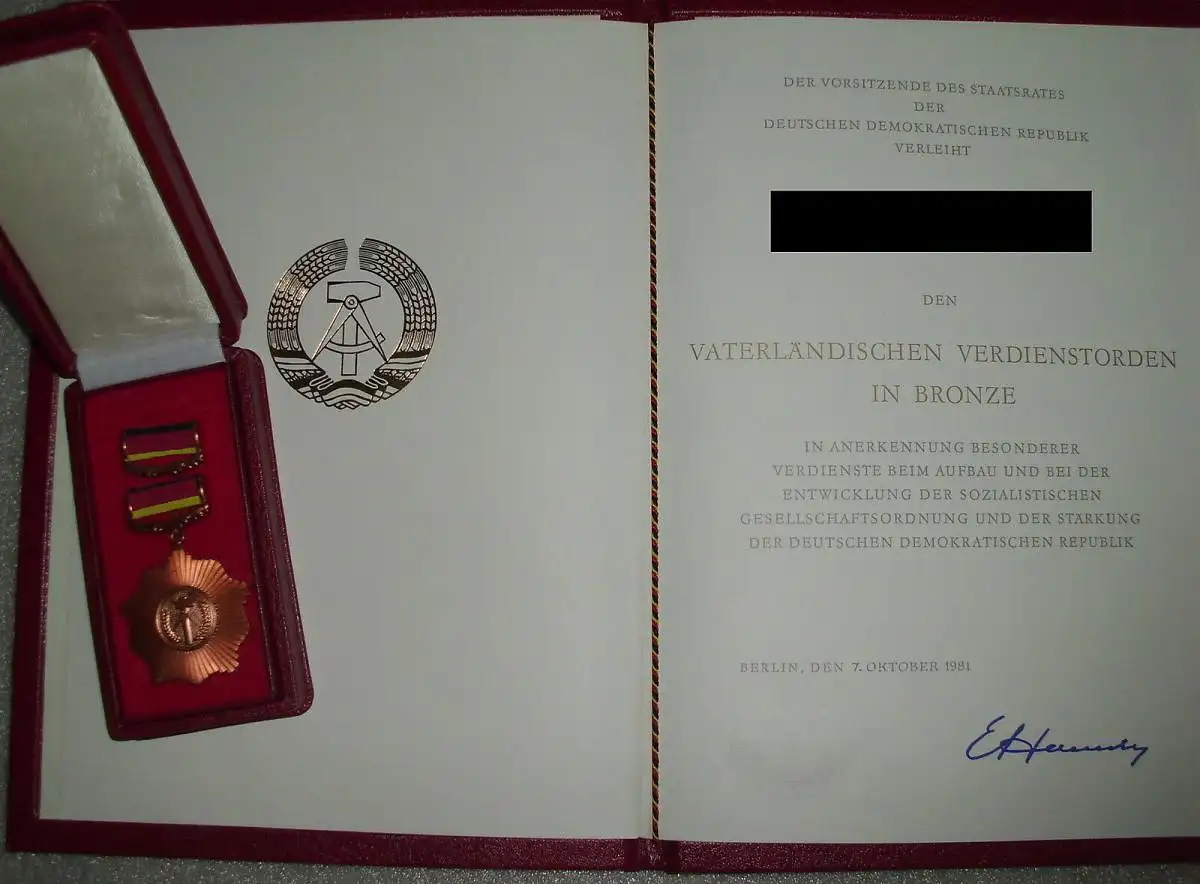 DER VORSITZENDE DES STAATSRATES
DER
DEUTSCHEN DEMOKRATISCHEN REPUBLIK
VERLEIHT
DEN
VATERLÄNDISCHEN VERDIENSTORDEN
IN BRONZE
IN ANERKENNUNG BESONDERER
VERDIENSTE BEIM AUFBAU UND BEI DER
ENTWICKLUNG DER SOZIALISTISCHEN
GESELLSCHAFTSORDNUNG UND DER STÄRKUNG
DER DEUTSCHEN DEMOKRATISCHEN REPUBLIK
BERLIN, DEN 7. OKTOBER 1981